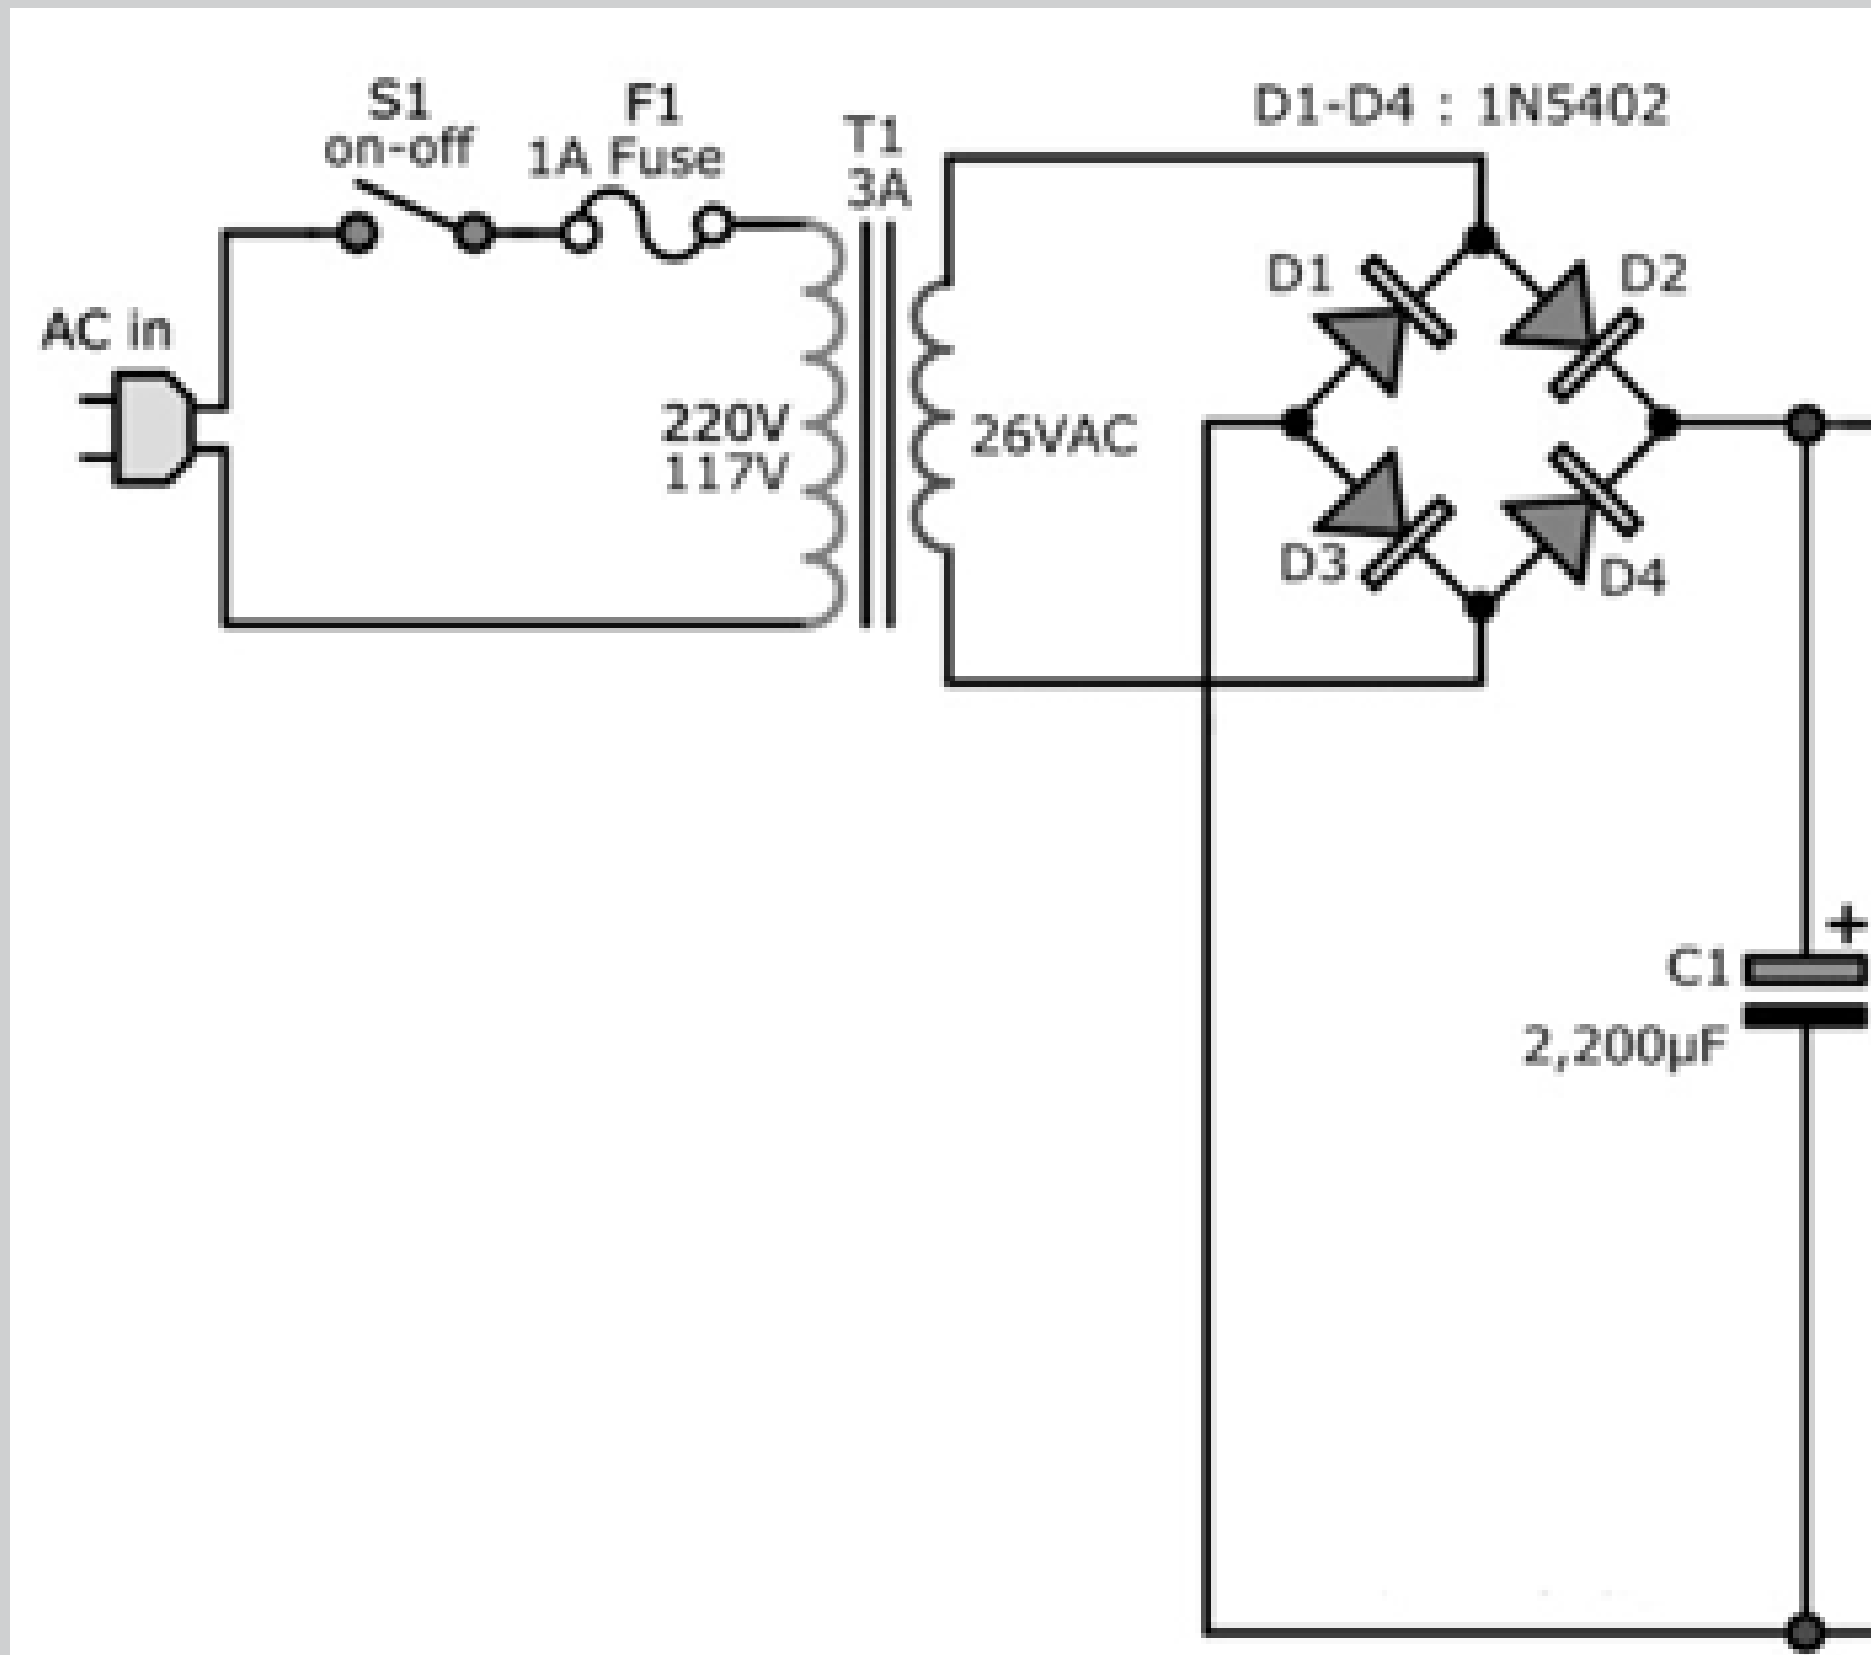 S1
on-off
F1
1A Fuse
T1
3A
D1-D4 : 1N5402
AC in
220V
117V
26VAC
D1
D2
D3
D4
+
C1
2,200µF